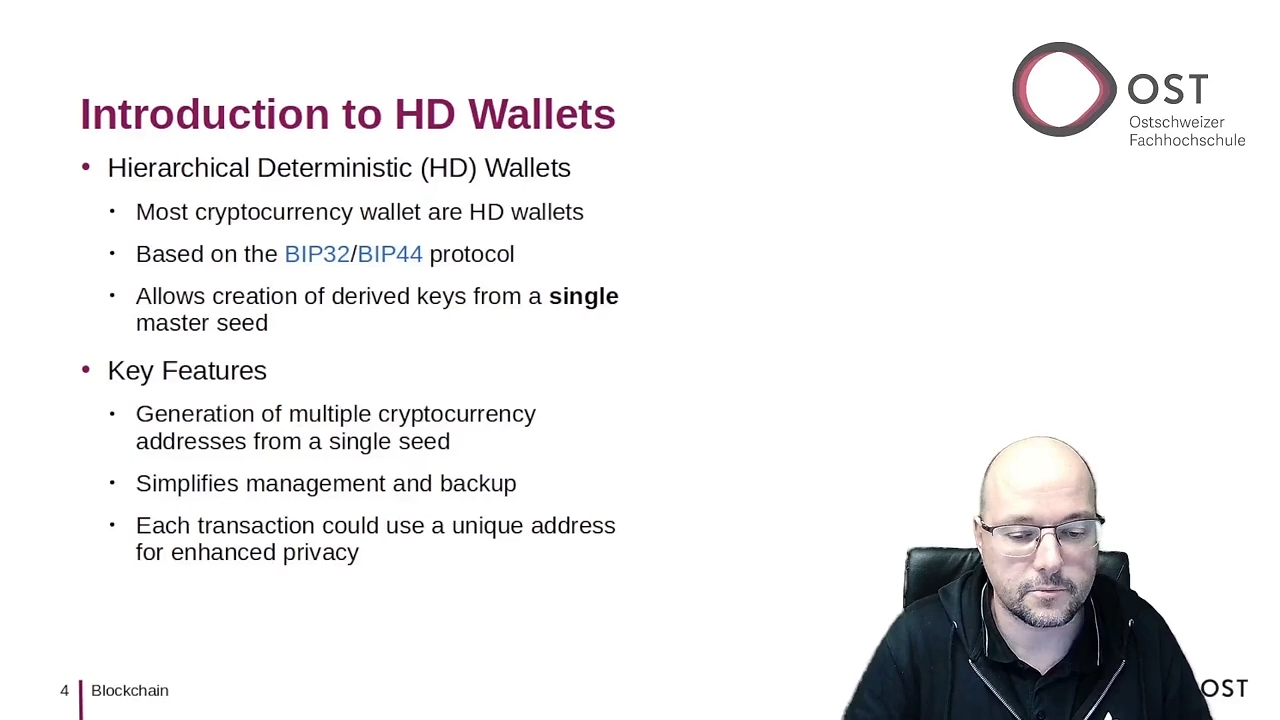 OST
Ostschweizer
Fachhochschule
Introduction to HD Wallets
• Hierarchical Deterministic (HD) Wallets
• Most cryptocurrency wallet are HD wallets
• Based on the BIP32/BIP44 protocol
• Allows creation of derived keys from a single
master seed
• Key Features
• Generation of multiple cryptocurrency
addresses from a single seed
• Simplifies management and backup
• Each transaction could use a unique address
for enhanced privacy
4 Blockchain
OST